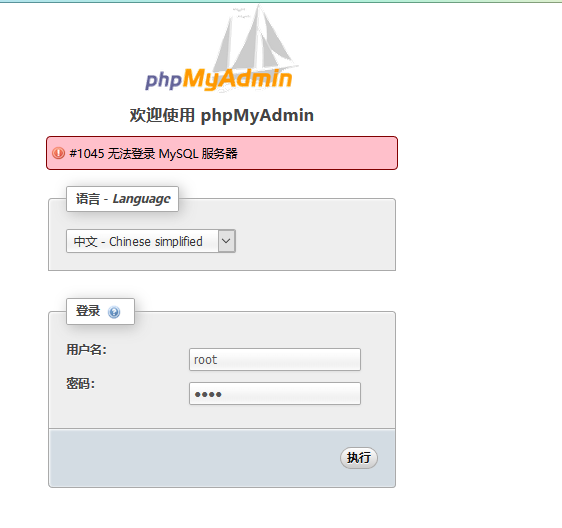 phpMyAdmin
欢迎使用 phpMyAdmin
#1045 无法登录 MySQL 服务器
语言 - Language
中文 - Chinese simplified
登录
用户名:
root
密码:
••••
执行